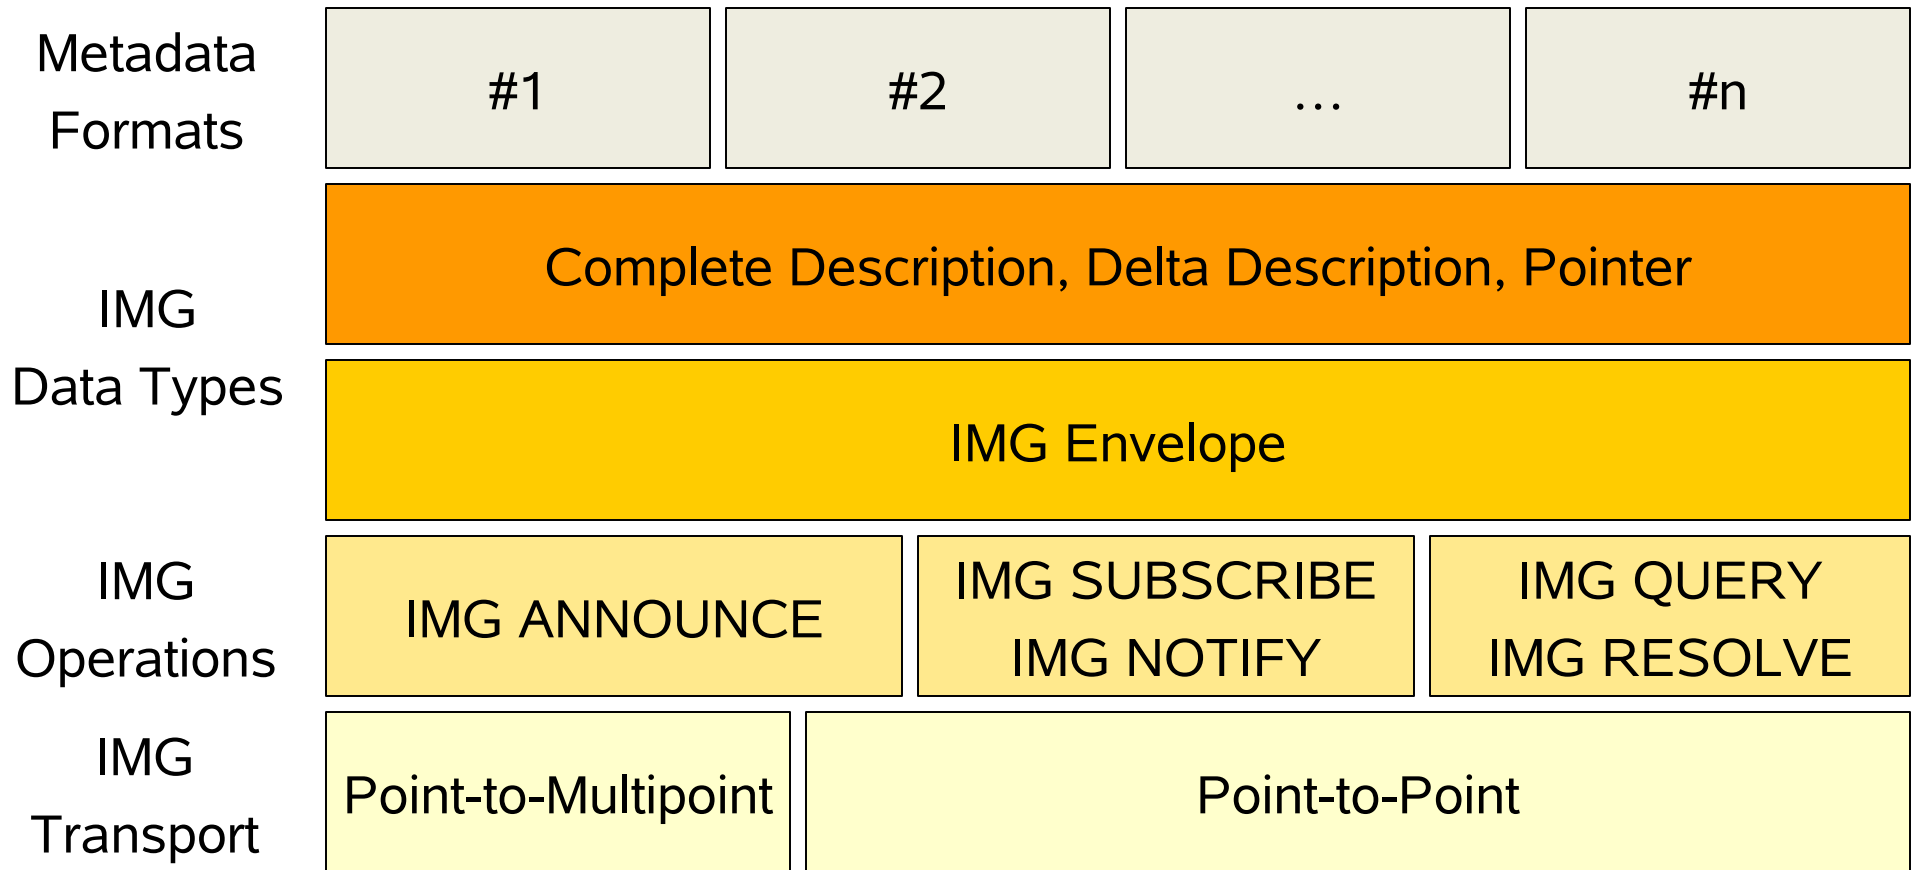 Metadata
Formats
#1
#2
...
#n
IMG
Data Types
Complete Description, Delta Description, Pointer
IMG Envelope
IMG
Operations
IMG ANNOUNCE
IMG SUBSCRIBE
IMG NOTIFY
IMG QUERY
IMG RESOLVE
IMG
Transport
Point-to-Multipoint
Point-to-Point